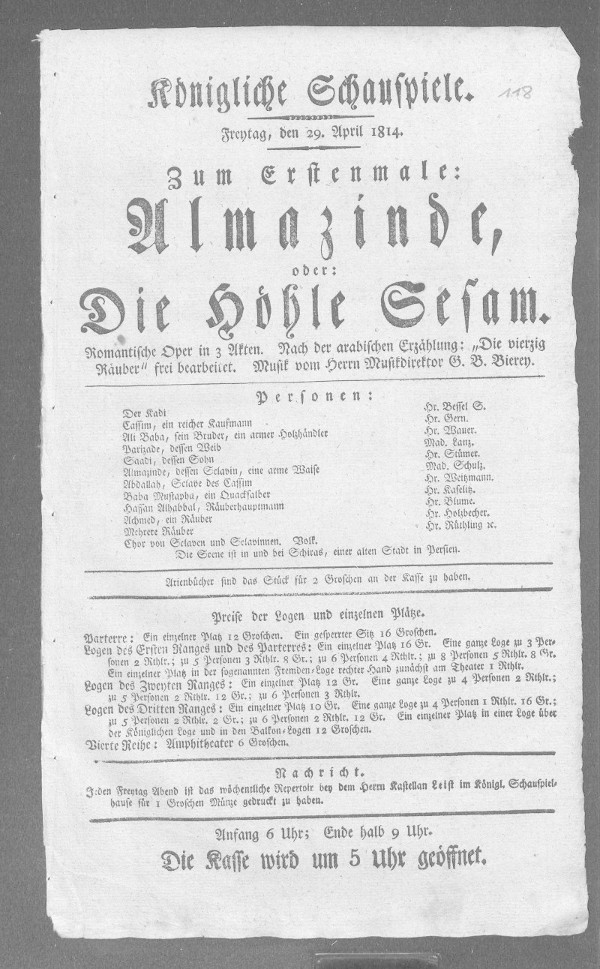 118
Königliche Schauspiele.
Freytag, den 29. April 1814.
Zum Erstenmale:
Almazinde,
oder:
Die Höhle Sesam.
Romantische Oper in 3 Akten. Nach der arabischen Erzählung: „Die vierzig
Räuber“ frei bearbeitet. Musik vom Herrn Musikdirektor G. B. Bierey.
Personen:
Der Kadi Hr. Bessel S.
Cassim, ein reicher Kaufmann Hr. Gern.
Ali Baba, sein Bruder, ein armer Holzhändler Hr. Wauer.
Parizade, dessen Weib Mad. Lanz.
Saadi, dessen Sohn Hr. Stümer.
Almazinde, dessen Sclavin, eine arme Waise Mad. Schulz.
Abdallah, Sclave des Cassim Hr. Weitzmann.
Baba Mustapha, ein Quacksalber Hr. Kaselitz.
Hassan Alhabbal, Räuberhauptmann Hr. Blume.
Achmed, ein Räuber Hr. Holzbecher.
Mehrere Räuber Hr. Rüthling ꝛc.
Chor von Sclaven und Sclavinnen. Volk.
Die Scene ist in und bei Schiras, einer alten Stadt in Persien.
Arienbücher sind das Stück für 2 Groschen an der Kasse zu haben.
Preise der Logen und einzelnen Plätze.
Parterre: Ein einzelner Platz 12 Groschen. Ein gesperrter Sitz 16 Groschen.
Logen des Ersten Ranges und des Parterres: Ein einzelner Platz 16 Gr. Eine ganze Loge zu 3 Per-
sonen 2 Rthlr.; zu 5 Personen 3 Rthlr. 8 Gr.; zu 6 Personen 4 Rthlr.; zu 8 Personen 5 Rthlr. 8 Gr.
Ein einzelner Platz in der sogenannten Fremden-Loge rechter Hand zunächst am Theater 1 Rthlr.
Logen des Zweyten Ranges: Ein einzelner Platz 12 Gr. Eine ganze Loge zu 4 Personen 2 Rthlr.;
zu 5 Personen 2 Rthlr. 12 Gr.; zu 6 Personen 3 Rthlr.
Logen des Dritten Ranges: Ein einzelner Platz 10 Gr. Eine ganze Loge zu 4 Personen 1 Rthlr. 16 Gr.;
zu 5 Personen 2 Rthlr. 2 Gr.; zu 6 Personen 2 Rthlr. 12 Gr. Ein einzelner Platz in einer Loge über
der Königlichen Loge und in den Balkon-Logen 12 Groschen.
Vierte Reihe: Amphitheater 6 Groschen.
Nachricht.
Jeden Freytag Abend ist das wöchentliche Repertoir bey dem Herrn Kastellan Leist im Königl. Schauspiel-
hause für 1 Groschen Münze gedruckt zu haben.
Anfang 6 Uhr; Ende halb 9 Uhr.
Die Kasse wird um 5 Uhr geöffnet.